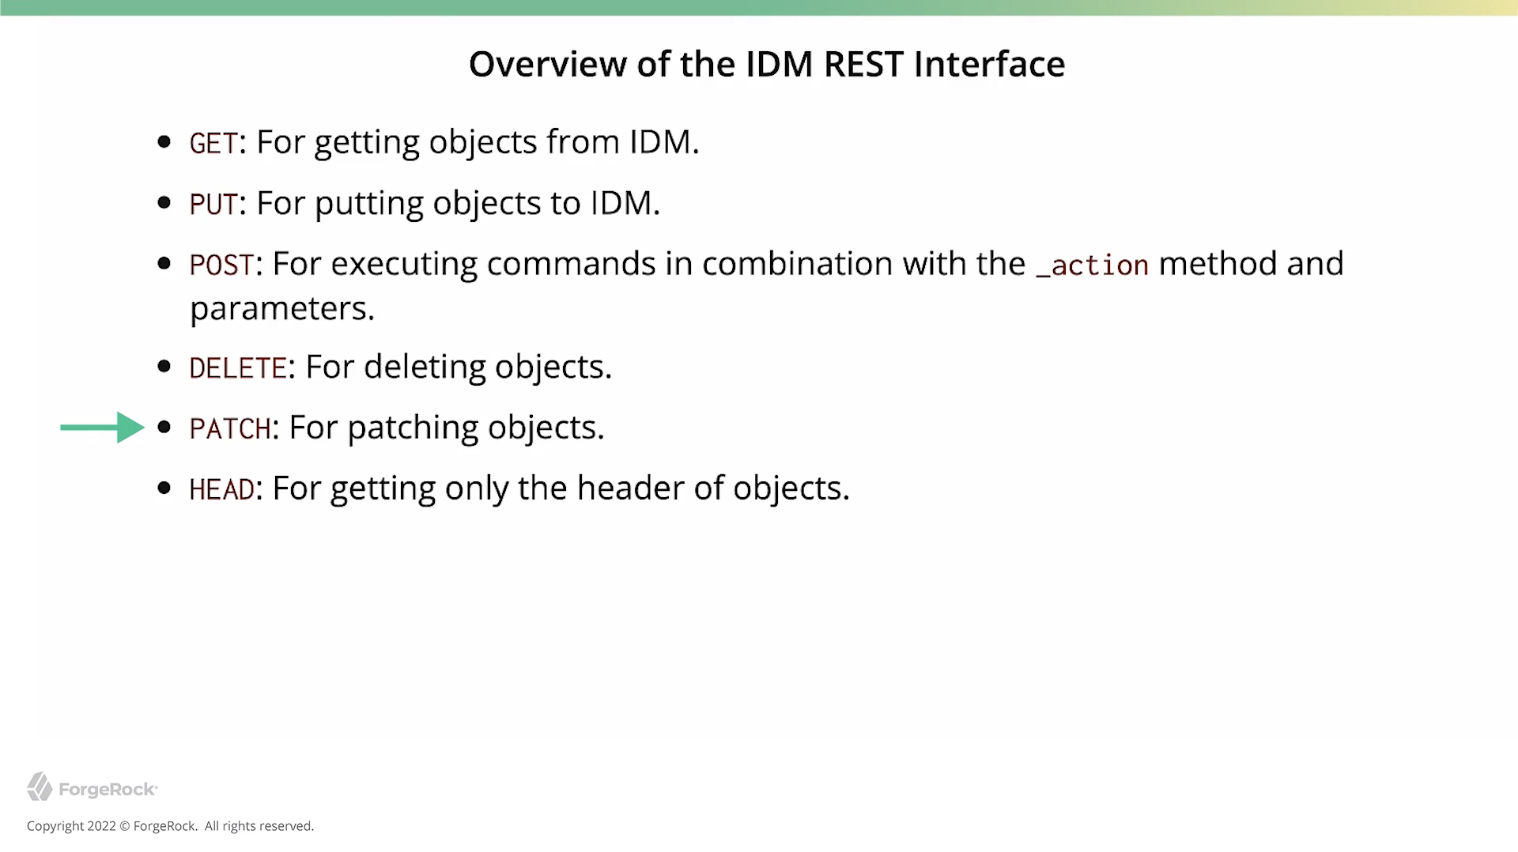 Overview of the IDM REST Interface
• GET: For getting objects from IDM.
• PUT: For putting objects to IDM.
• POST: For executing commands in combination with the _action method and
parameters.
• DELETE: For deleting objects.
• PATCH: For patching objects.
• HEAD: For getting only the header of objects.
ForgeRock
Copyright 2022 © ForgeRock. All rights reserved.